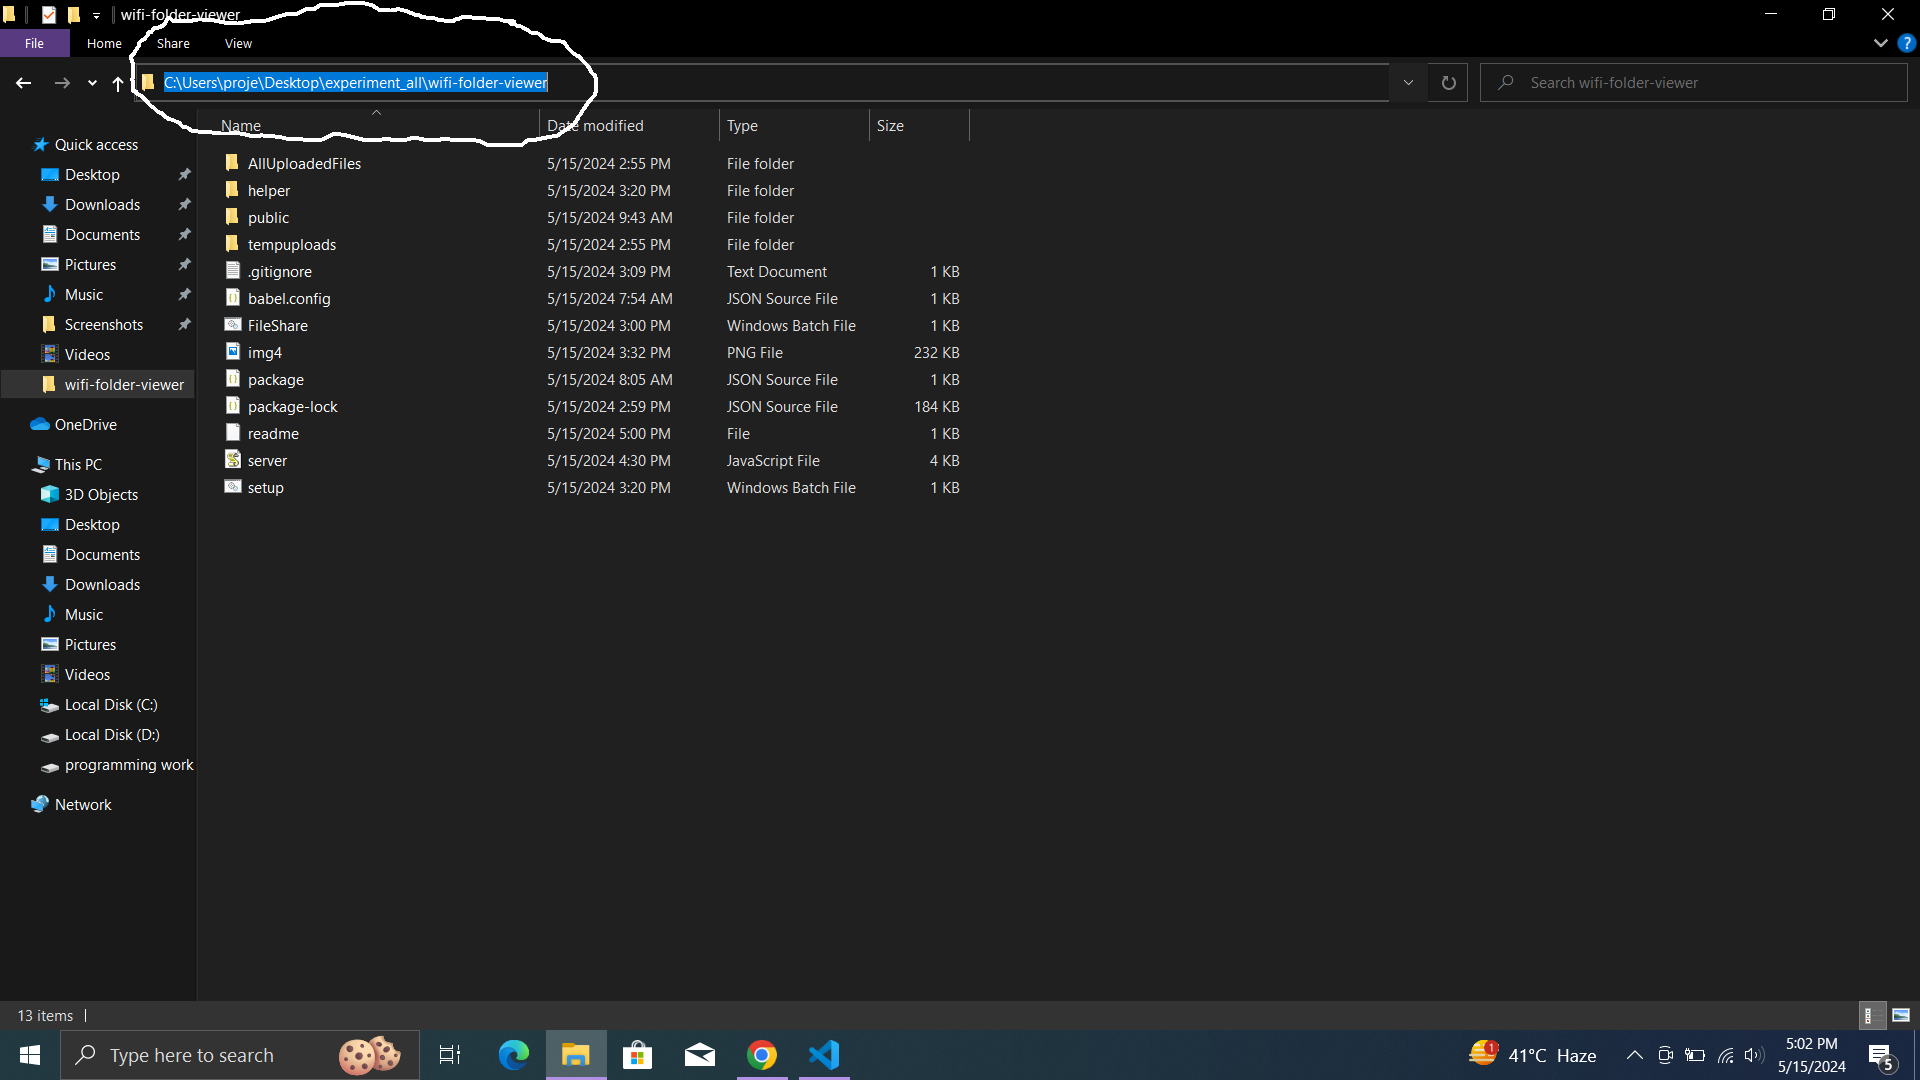 wifi-folder-viewer
File Home Share View
C:\Users\proje\Desktop\experiment_all\wifi-folder-viewer
Search wifi-folder-viewer
Name Date modified Type Size
Quick access
Desktop
Downloads
Documents
Pictures
Music
Screenshots
Videos
wifi-folder-viewer
OneDrive
This PC
3D Objects
Desktop
Documents
Downloads
Music
Pictures
Videos
Local Disk (C:)
Local Disk (D:)
programming work
Network
AllUploadedFiles 5/15/2024 2:55 PM File folder
helper 5/15/2024 3:20 PM File folder
public 5/15/2024 9:43 AM File folder
tempuploads 5/15/2024 2:55 PM File folder
.gitignore 5/15/2024 3:09 PM Text Document 1 KB
babel.config 5/15/2024 7:54 AM JSON Source File 1 KB
FileShare 5/15/2024 3:00 PM Windows Batch File 1 KB
img4 5/15/2024 3:32 PM PNG File 232 KB
package 5/15/2024 8:05 AM JSON Source File 1 KB
package-lock 5/15/2024 2:59 PM JSON Source File 184 KB
readme 5/15/2024 5:00 PM File 1 KB
server 5/15/2024 4:30 PM JavaScript File 4 KB
setup 5/15/2024 3:20 PM Windows Batch File 1 KB
13 items
Type here to search
1
41°C Haze
5:02 PM
5/15/2024
5